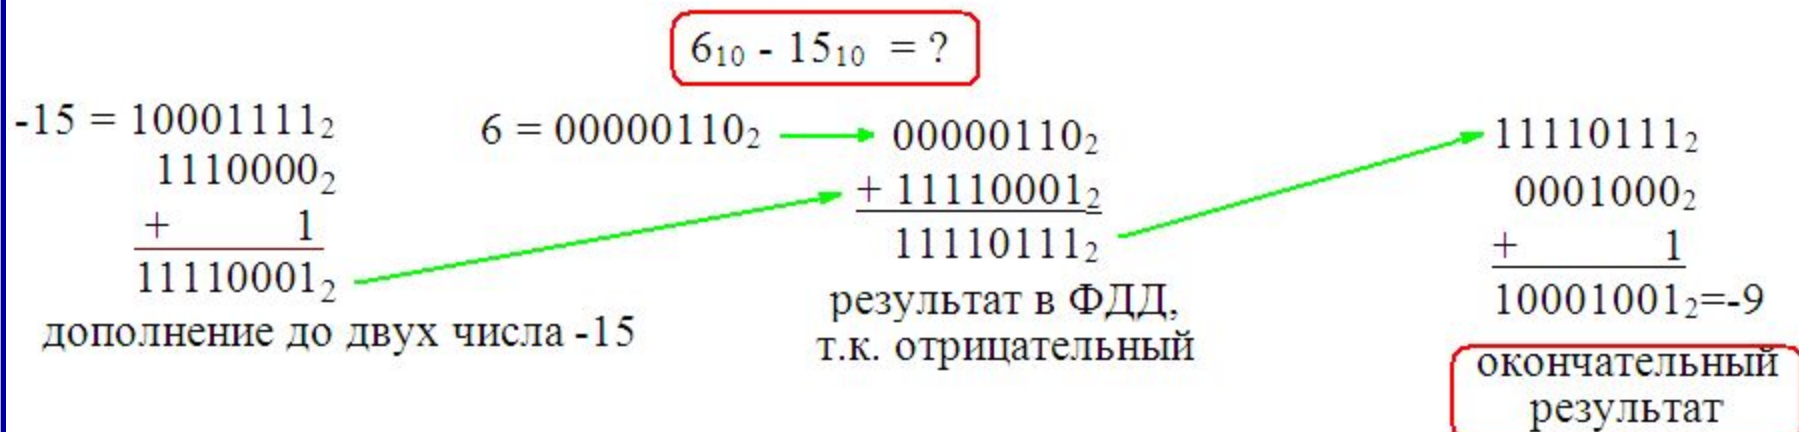 6₁₀ - 15₁₀ = ?
-15 = 10001111₂
1110000₂
+ 1
11110001₂
дополнение до двух числа -15
6 = 00000110₂
00000110₂
+ 11110001₂
11110111₂
результат в ФДД,
т.к. отрицательный
11110111₂
0001000₂
+ 1
10001001₂=-9
окончательный
результат